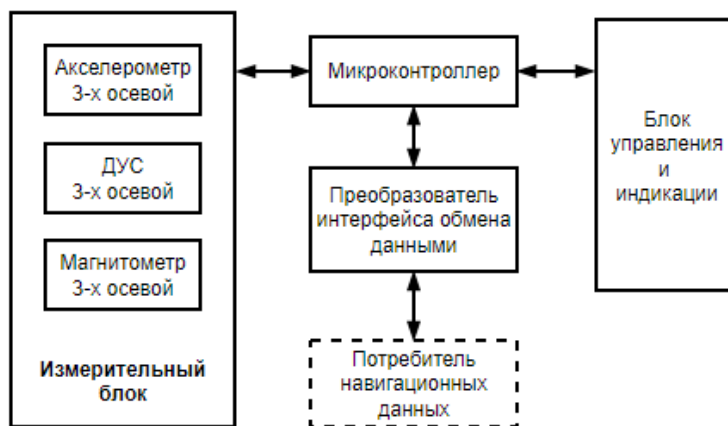 Акселерометр
3-х осевой
ДУС
3-х осевой
Магнитометр
3-х осевой
Измерительный
блок
Микроконтроллер
Преобразователь
интерфейса обмена
данными
Потребитель
навигационных
данных
Блок
управления
и
индикации